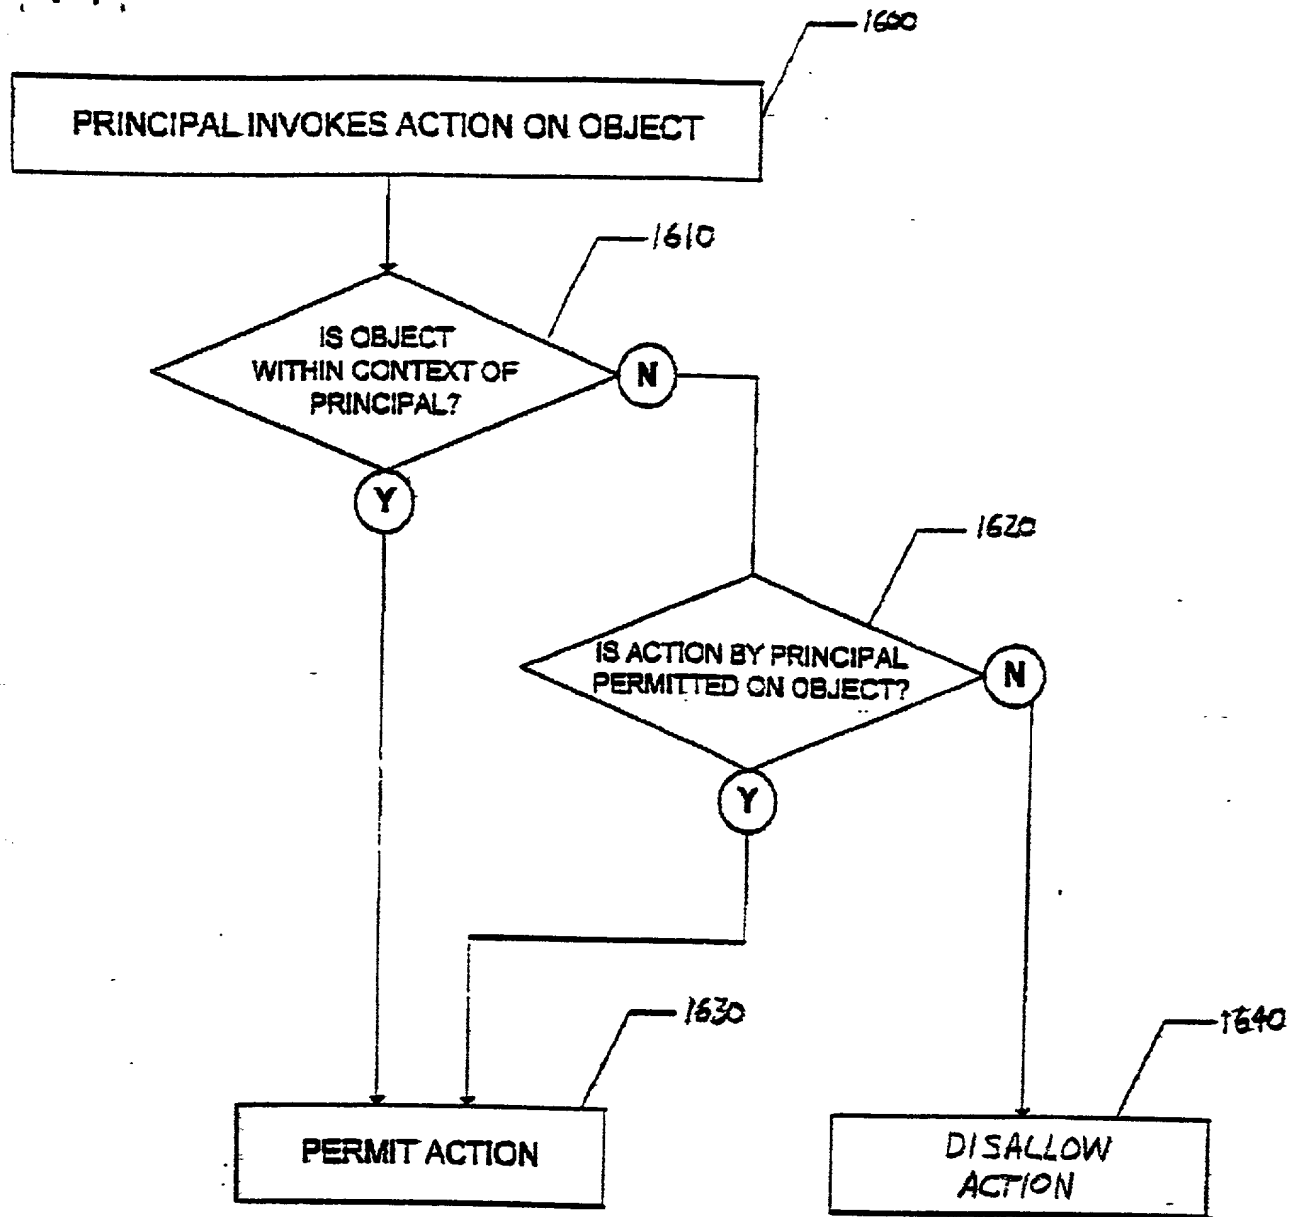 1600
PRINCIPAL INVOKES ACTION ON OBJECT
1610
IS OBJECT
WITHIN CONTEXT OF
PRINCIPAL?
N
Y
1620
IS ACTION BY PRINCIPAL
PERMITTED ON OBJECT?
N
Y
1630
1640
PERMIT ACTION
DISALLOW
ACTION